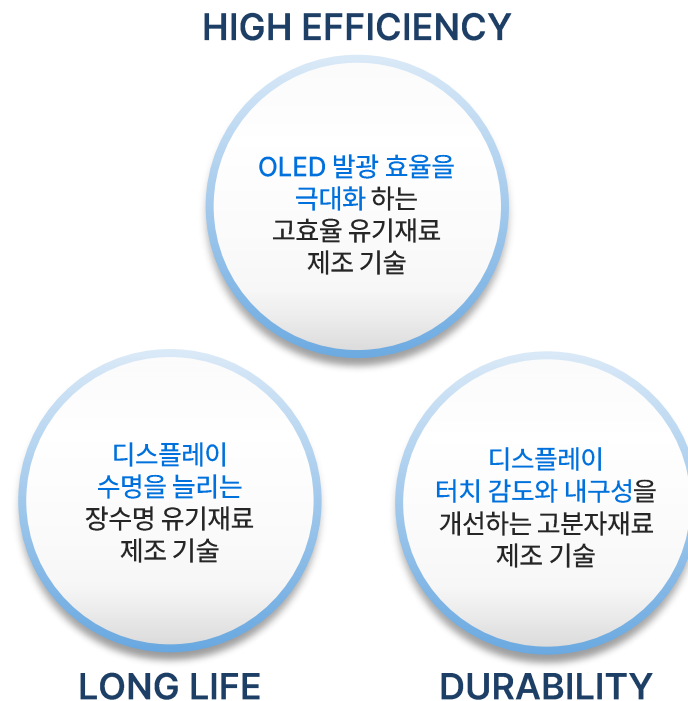 HIGH EFFICIENCY
OLED 발광 효율을
극대화 하는
고효율 유기재료
제조 기술
디스플레이
수명을 늘리는
장수명 유기재료
제조 기술
LONG LIFE
디스플레이
터치 감도와 내구성을
개선하는 고분자재료
제조 기술
DURABILITY